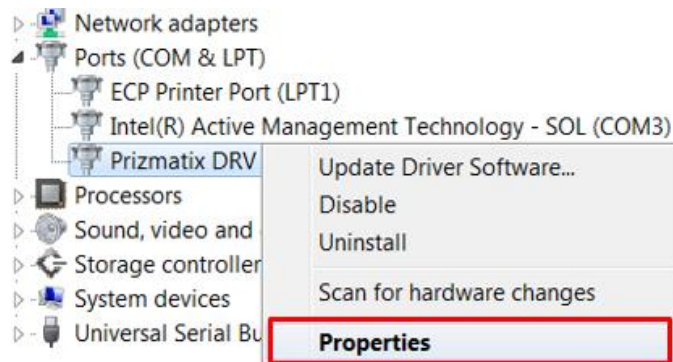 Network adapters
Ports (COM & LPT)
ECP Printer Port (LPT1)
Intel(R) Active Management Technology - SOL (COM3)
Prizmatix DRV
Update Driver Software...
Processors
Disable
Sound, video and
Uninstall
Storage controller
System devices
Scan for hardware changes
Universal Serial Bu
Properties